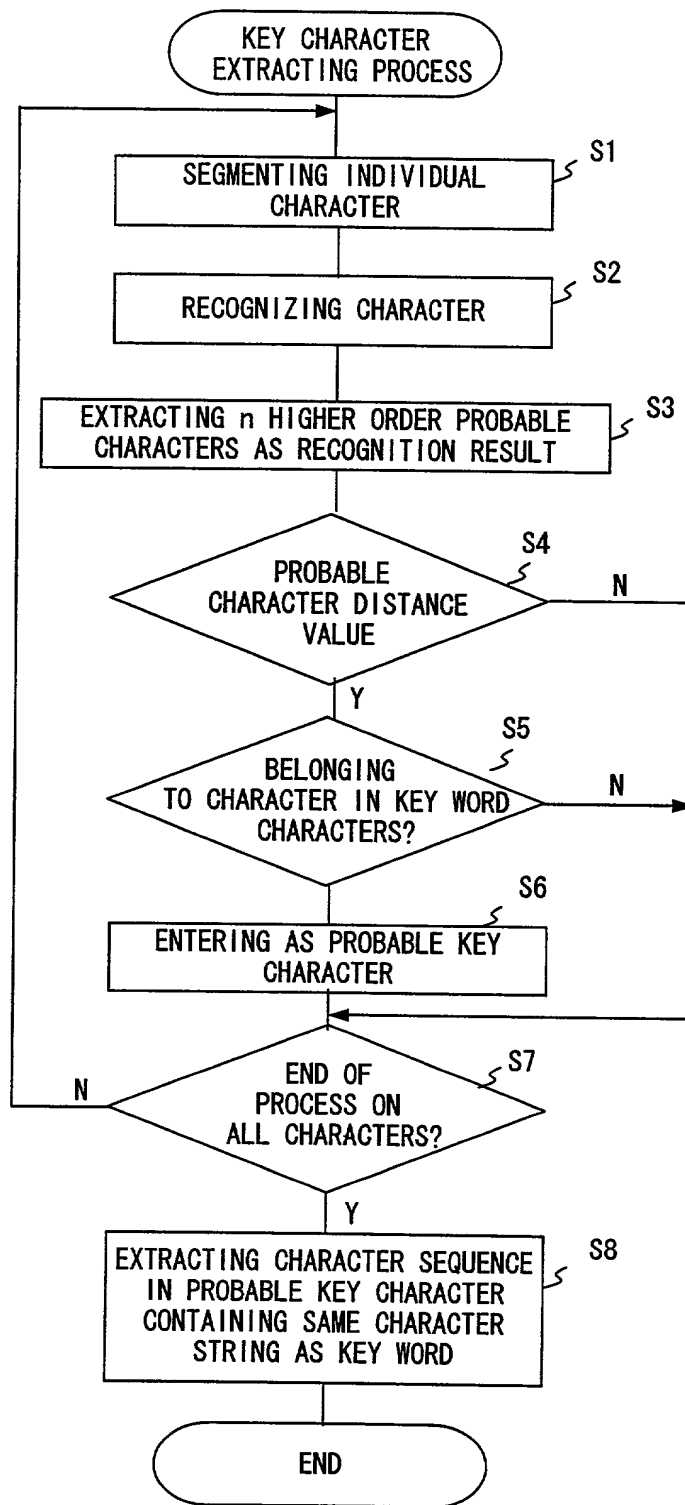 KEY CHARACTER
EXTRACTING PROCESS
S1
SEGMENTING INDIVIDUAL
CHARACTER
S2
RECOGNIZING CHARACTER
S3
EXTRACTING n HIGHER ORDER PROBABLE
CHARACTERS AS RECOGNITION RESULT
S4
PROBABLE
CHARACTER DISTANCE
VALUE
N
Y
S5
BELONGING
TO CHARACTER IN KEY WORD
CHARACTERS?
N
S6
ENTERING AS PROBABLE KEY
CHARACTER
S7
END OF
PROCESS ON
ALL CHARACTERS?
N
Y
S8
EXTRACTING CHARACTER SEQUENCE
IN PROBABLE KEY CHARACTER
CONTAINING SAME CHARACTER
STRING AS KEY WORD
END